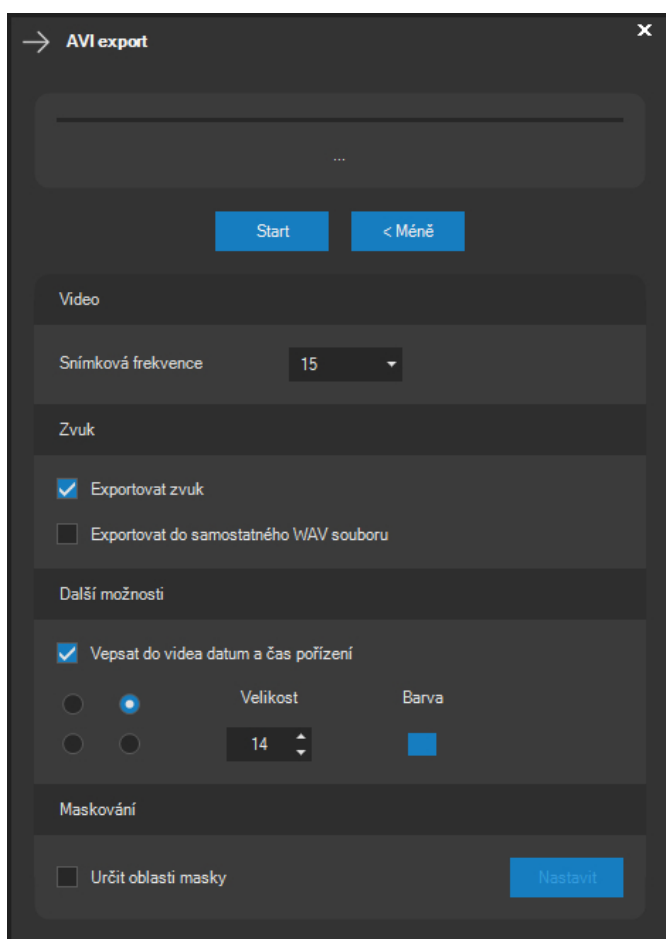 AVI export
...
Start
< Méně
Video
Snímková frekvence
15
Zvuk
Exportovat zvuk
Exportovat do samostatného WAV souboru
Další možnosti
Vepsat do videa datum a čas pořízení
Velikost
Barva
14
Maskování
Určit oblasti masky
Nastavit